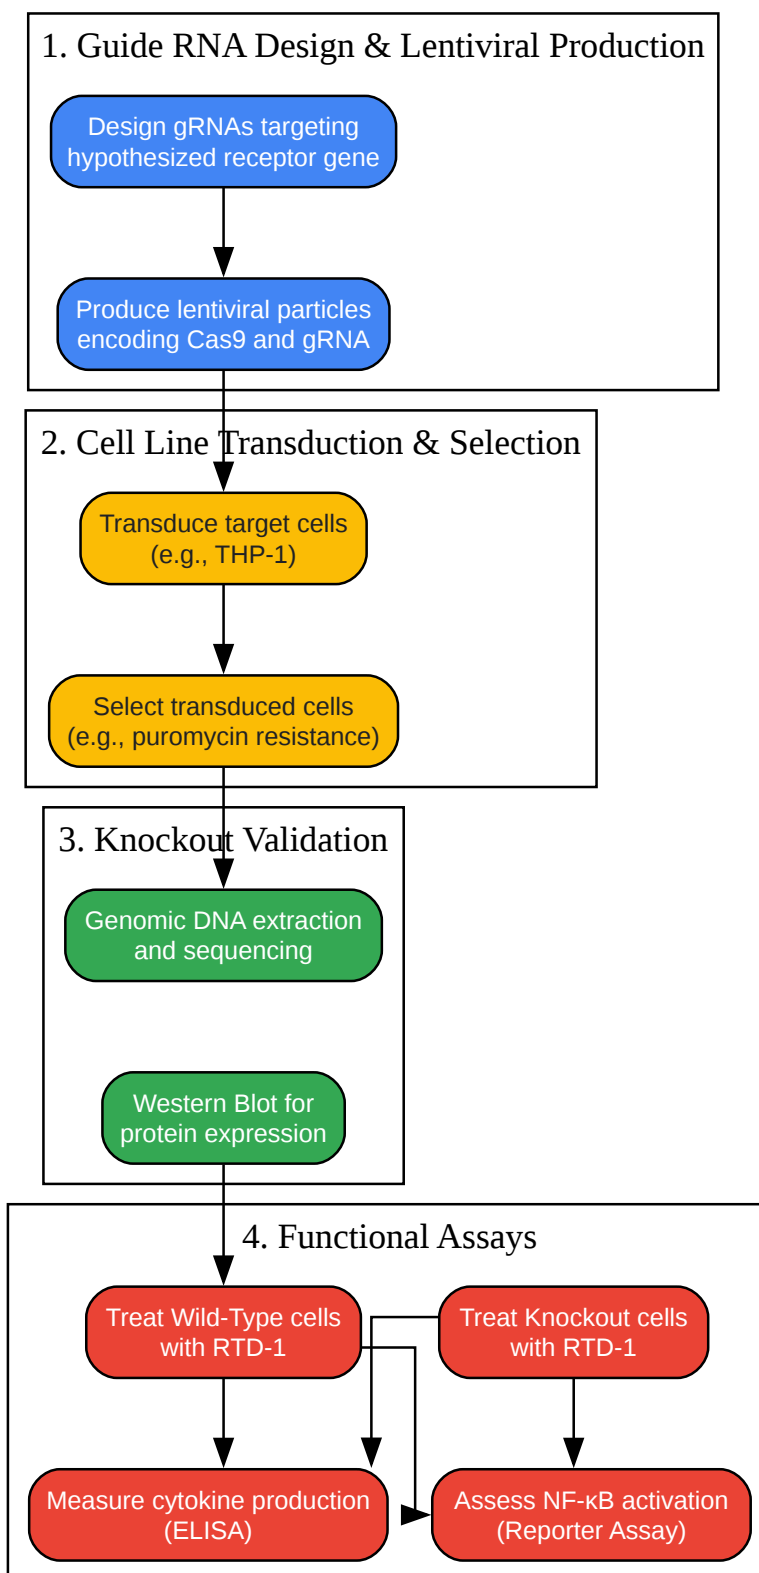 1. Guide RNA Design & Lentiviral Production
Design gRNAs targeting
hypothesized receptor gene
Produce lentiviral particles
encoding Cas9 and gRNA
2. Cell Line Transduction & Selection
Transduce target cells
(e.g., THP-1)
Select transduced cells
(e.g., puromycin resistance)
3. Knockout Validation
Genomic DNA extraction
and sequencing
Western Blot for
protein expression
4. Functional Assays
Treat Wild-Type cells
with RTD-1
Treat Knockout cells
with RTD-1
Measure cytokine production
(ELISA)
Assess NF-κB activation
(Reporter Assay)